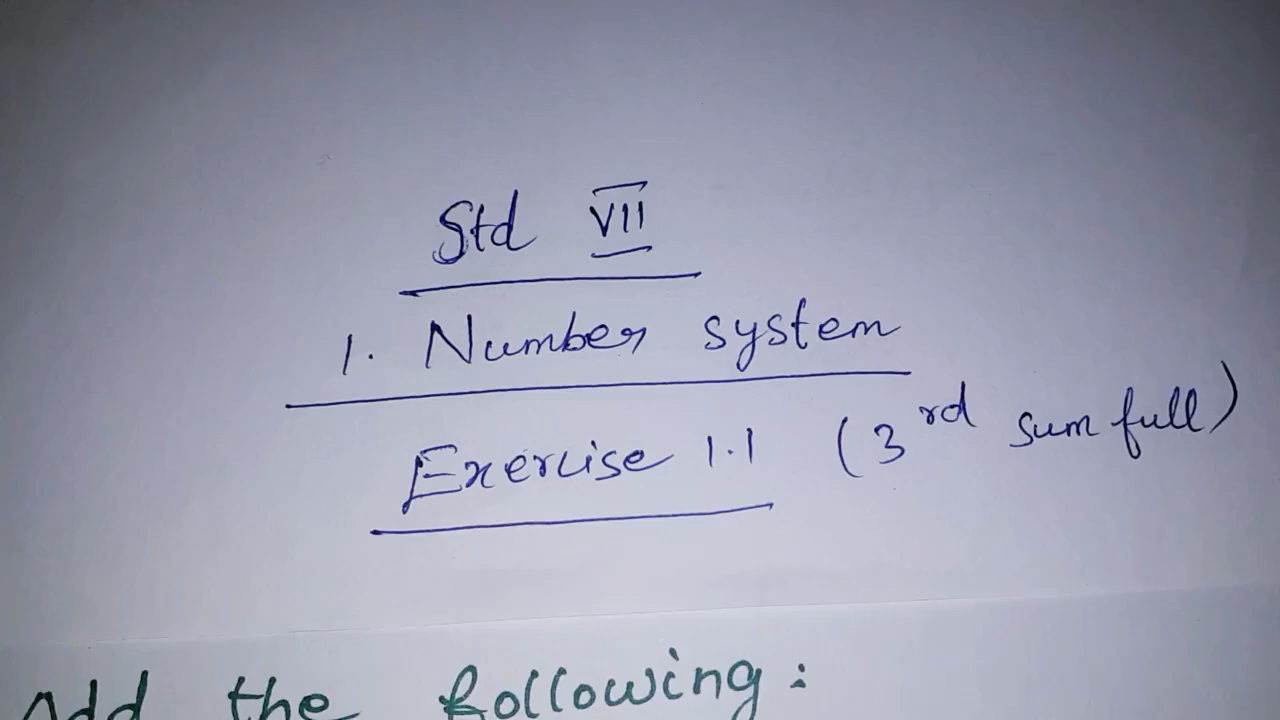 Std VII
1. Number system
Exercise 1.1 (3rd sum full)
Add the following: